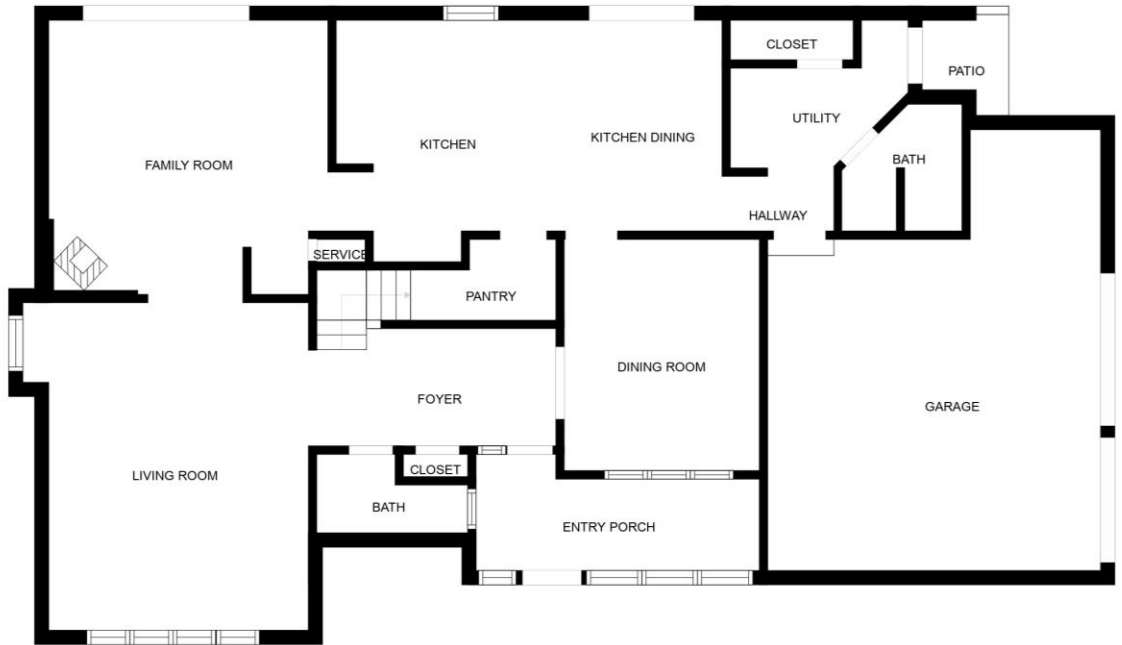 CLOSET
PATIO
UTILITY
KITCHEN DINING
KITCHEN
BATH
FAMILY ROOM
HALLWAY
SERVICE
PANTRY
DINING ROOM
FOYER
GARAGE
CLOSET
LIVING ROOM
BATH
ENTRY PORCH